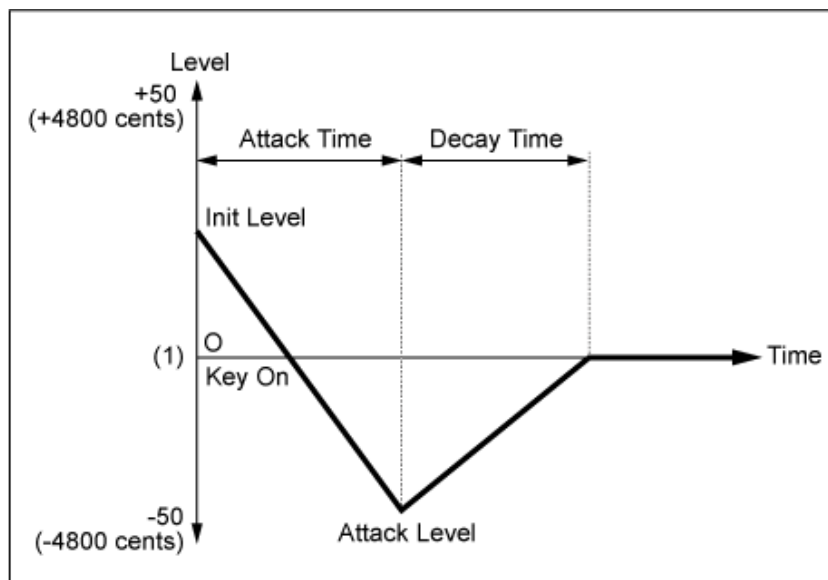 Level
+50
(+4800 cents)
Attack Time
Decay Time
Init Level
O
(1)
Time
Key On
-50
(-4800 cents)
Attack Level